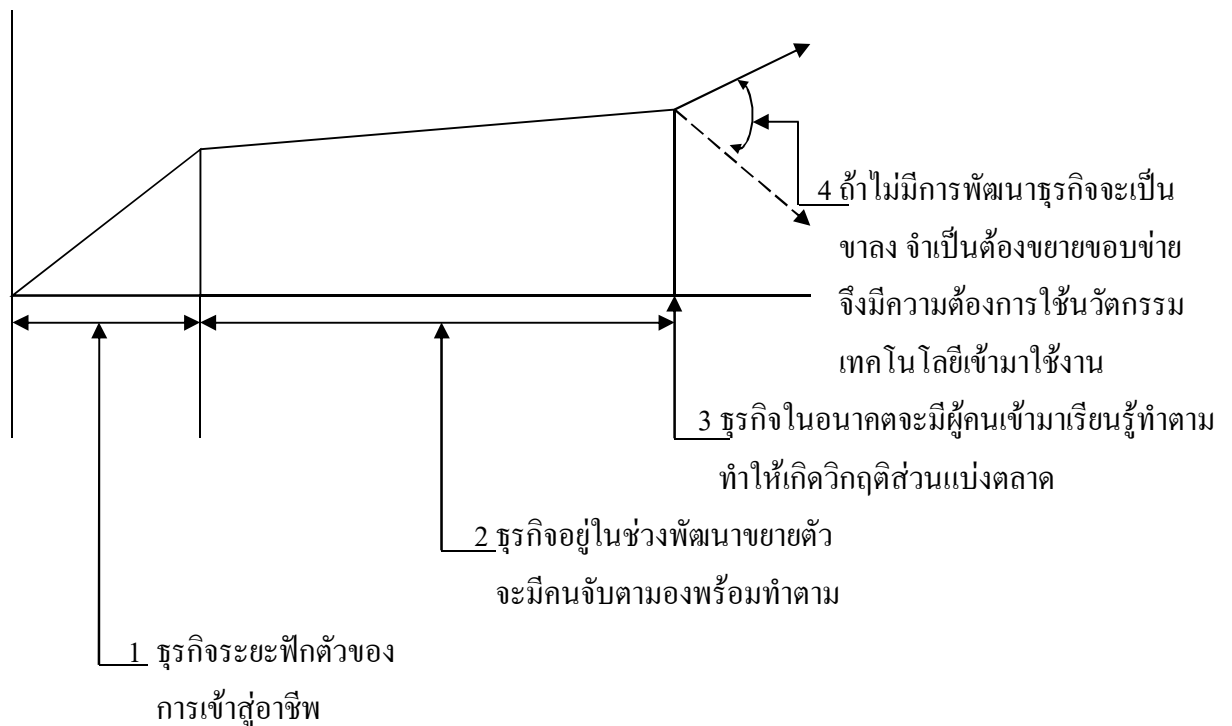 4 ถ้าไม่มีการพัฒนาธุรกิจจะเป็น
ขาลง จำเป็นต้องขยายขอบข่าย
จึงมีความต้องการใช้นวัตกรรม
เทคโนโลยีเข้ามาใช้งาน
3 ธุรกิจในอนาคตจะมีผู้คนเข้ามาเรียนรู้ทำตาม
ทำให้เกิดวิกฤติส่วนแบ่งตลาด
2 ธุรกิจอยู่ในช่วงพัฒนาขยายตัว
จะมีคนจับตามองพร้อมทำตาม
1 ธุรกิจระยะฟักตัวของ
การเข้าสู่อาชีพ